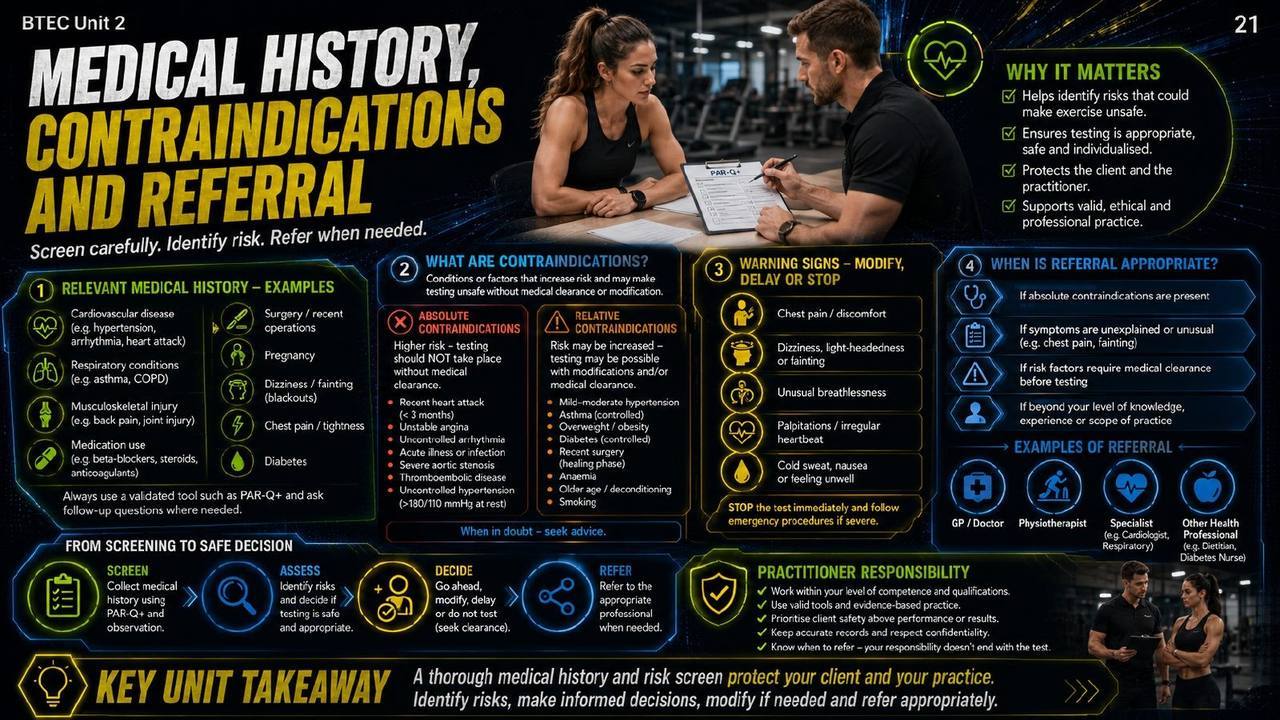 BTEC Unit 2
21
MEDICAL HISTORY,
CONTRAINDICATIONS
AND REFERRAL
Screen carefully. Identify risk. Refer when needed.
PAR-Q+
WHY IT MATTERS
Helps identify risks that could
make exercise unsafe.
Ensures testing is appropriate,
safe and individualised.
Protects the client and the
practitioner.
Supports valid, ethical and
professional practice.
1 RELEVANT MEDICAL HISTORY – EXAMPLES
Cardiovascular disease
(e.g. hypertension,
arrhythmia, heart attack)
Respiratory conditions
(e.g. asthma, COPD)
Musculoskeletal injury
(e.g. back pain, joint injury)
Medication use
(e.g. beta-blockers, steroids,
anticoagulants)
Surgery / recent
operations
Pregnancy
Dizziness / fainting
(blackouts)
Chest pain / tightness
Diabetes
Always use a validated tool such as PAR-Q+ and ask
follow-up questions where needed.
2 WHAT ARE CONTRAINDICATIONS?
Conditions or factors that increase risk and may make
testing unsafe without medical clearance or modification.
ABSOLUTE
CONTRAINDICATIONS
Higher risk – testing
should NOT take place
without medical
clearance.
• Recent heart attack
(< 3 months)
• Unstable angina
• Uncontrolled arrhythmia
• Acute illness or infection
• Severe aortic stenosis
• Thromboembolic disease
• Uncontrolled hypertension
(>180/110 mmHg at rest)
RELATIVE
CONTRAINDICATIONS
Risk may be increased –
testing may be possible
with modifications and/or
medical clearance.
• Mild–moderate hypertension
• Asthma (controlled)
• Overweight / obesity
• Diabetes (controlled)
• Recent surgery
(healing phase)
• Anaemia
• Older age / deconditioning
• Smoking
When in doubt – seek advice.
3 WARNING SIGNS – MODIFY,
DELAY OR STOP
Chest pain / discomfort
Dizziness, light-headedness
or fainting
Unusual breathlessness
Palpitations / irregular
heartbeat
Cold sweat, nausea
or feeling unwell
STOP the test immediately and follow
emergency procedures if severe.
4 WHEN IS REFERRAL APPROPRIATE?
If absolute contraindications are present
If symptoms are unexplained or unusual
(e.g. chest pain, fainting)
If risk factors require medical clearance
before testing
If beyond your level of knowledge,
experience or scope of practice
EXAMPLES OF REFERRAL
GP / Doctor
Physiotherapist
Specialist
(e.g. Cardiologist,
Respiratory)
Other Health
Professional
(e.g. Dietitian,
Diabetes Nurse)
FROM SCREENING TO SAFE DECISION
SCREEN
Collect medical
history using
PAR-Q+ and
observation.
ASSESS
Identify risks
and decide if
testing is safe
and appropriate.
DECIDE
Go ahead,
modify, delay
or do not test
(seek clearance).
REFER
Refer to the
appropriate
professional
when needed.
PRACTITIONER RESPONSIBILITY
✓ Work within your level of competence and qualifications.
✓ Use valid tools and evidence-based practice.
✓ Prioritise client safety above performance or results.
✓ Keep accurate records and respect confidentiality.
✓ Know when to refer – your responsibility doesn't end with the test.
KEY UNIT TAKEAWAY
A thorough medical history and risk screen protect your client and your practice.
Identify risks, make informed decisions, modify if needed and refer appropriately.